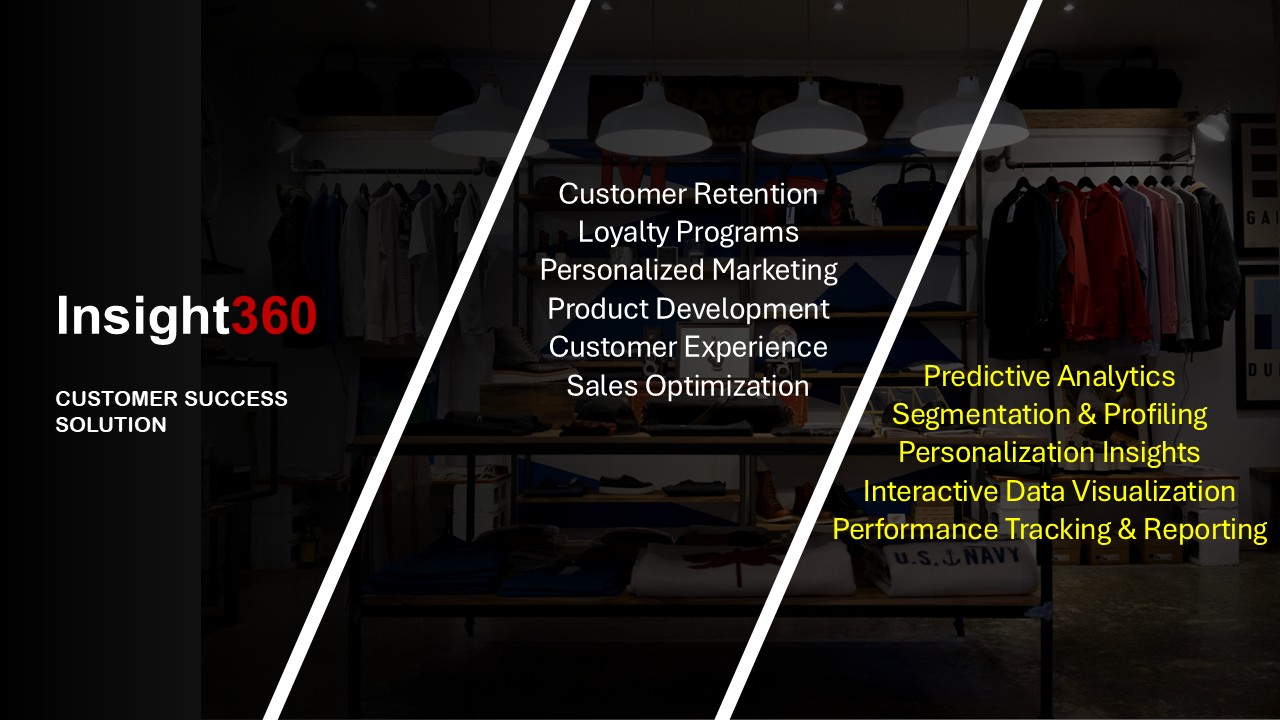 Insight360
CUSTOMER SUCCESS
SOLUTION
Customer Retention
Loyalty Programs
Personalized Marketing
Product Development
Customer Experience
Sales Optimization
Predictive Analytics
Segmentation & Profiling
Personalization Insights
Interactive Data Visualization
Performance Tracking & Reporting
U.S. NAVY